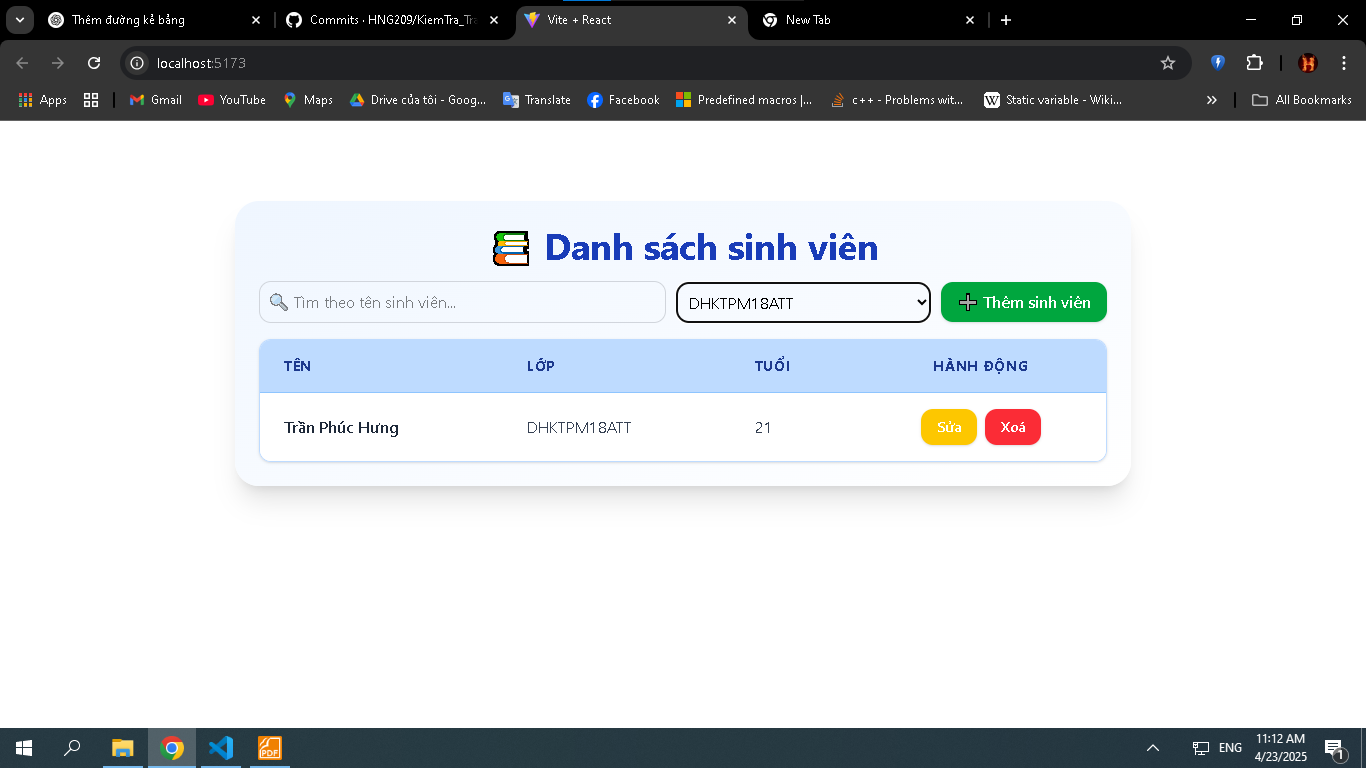 Thêm đường kẻ bảng
Commits · HNG209/KiemTra_Tra
Vite + React
New Tab
localhost:5173
Apps
Gmail
YouTube
Maps
Drive của tôi - Goog...
Translate
Facebook
Predefined macros |...
c++ - Problems wit...
Static variable - Wiki...
All Bookmarks
Danh sách sinh viên
Tìm theo tên sinh viên...
DHKTPM18ATT
Thêm sinh viên
TÊN LỚP TUỔI HÀNH ĐỘNG
Trần Phúc Hưng DHKTPM18ATT 21 Sửa Xoá
PDF
ENG
11:12 AM
4/23/2025
1